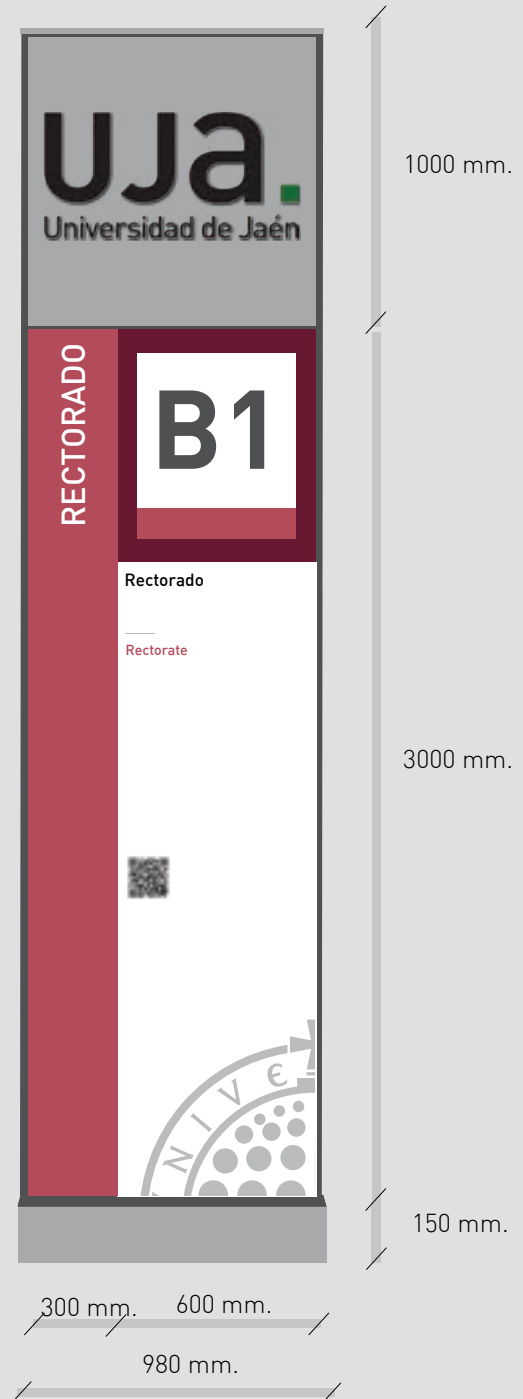 uja.
Universidad de Jaén
1000 mm.
RECTORADO
B1
Rectorado
Rectorate
3000 mm.
NIVE
150 mm.
300 mm.
600 mm.
980 mm.